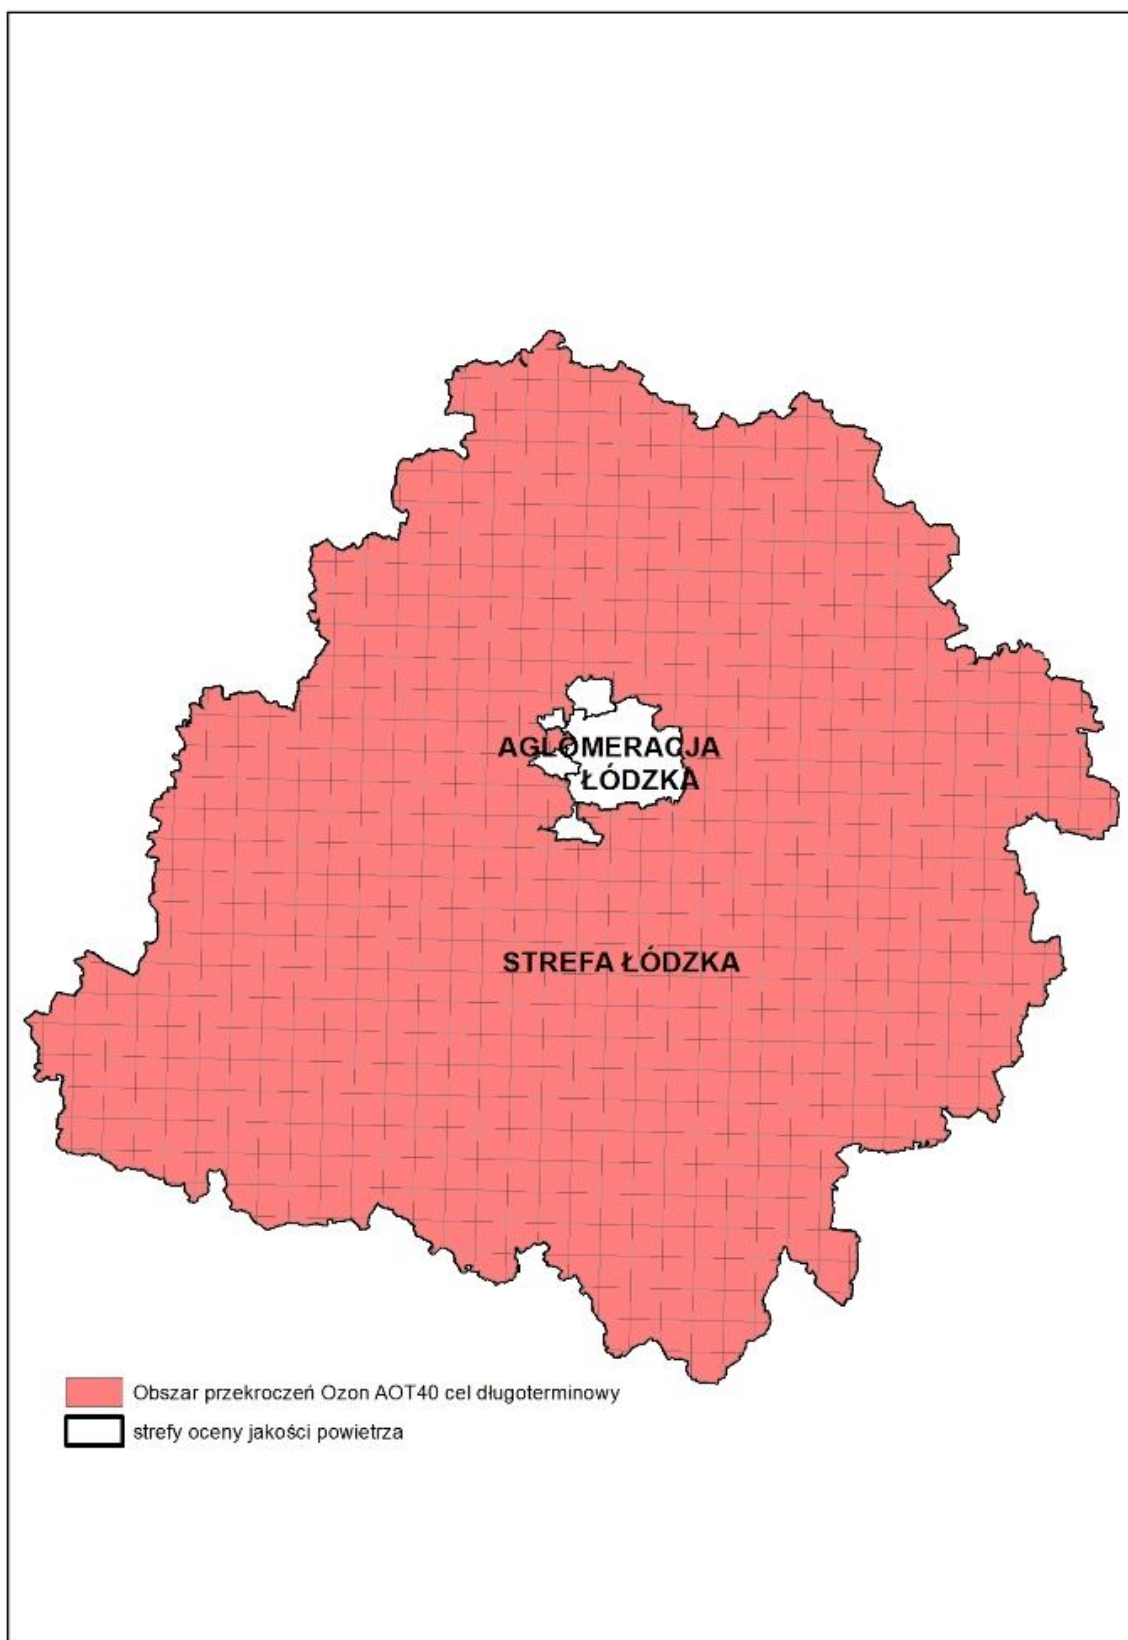 AGLOMERACJA
ŁÓDZKA
STREFA ŁÓDZKA
Obszar przekroczeń Ozon AOT40 cel długoterminowy
strefy oceny jakości powietrza